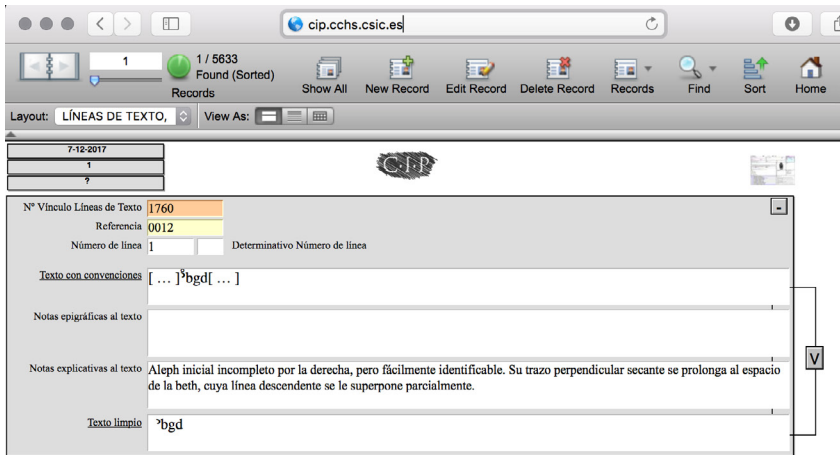 cip.cchs.csic.es
1
1 / 5633
Found (Sorted)
Records
Show All
New Record
Edit Record
Delete Record
Records
Find
Sort
Home
Layout: LÍNEAS DE TEXTO,
View As:
7-12-2017
1
?
CIP
Nº Vínculo Líneas de Texto 1760
-
Referencia 0012
Número de línea 1
Determinativo Número de línea
Texto con convenciones [ … ]ʾ̊bgd[ … ]
Notas epigráficas al texto
V
Notas explicativas al texto Aleph inicial incompleto por la derecha, pero fácilmente identificable. Su trazo perpendicular secante se prolonga al espacio
de la beth, cuya línea descendente se le superpone parcialmente.
Texto limpio ʾbgd